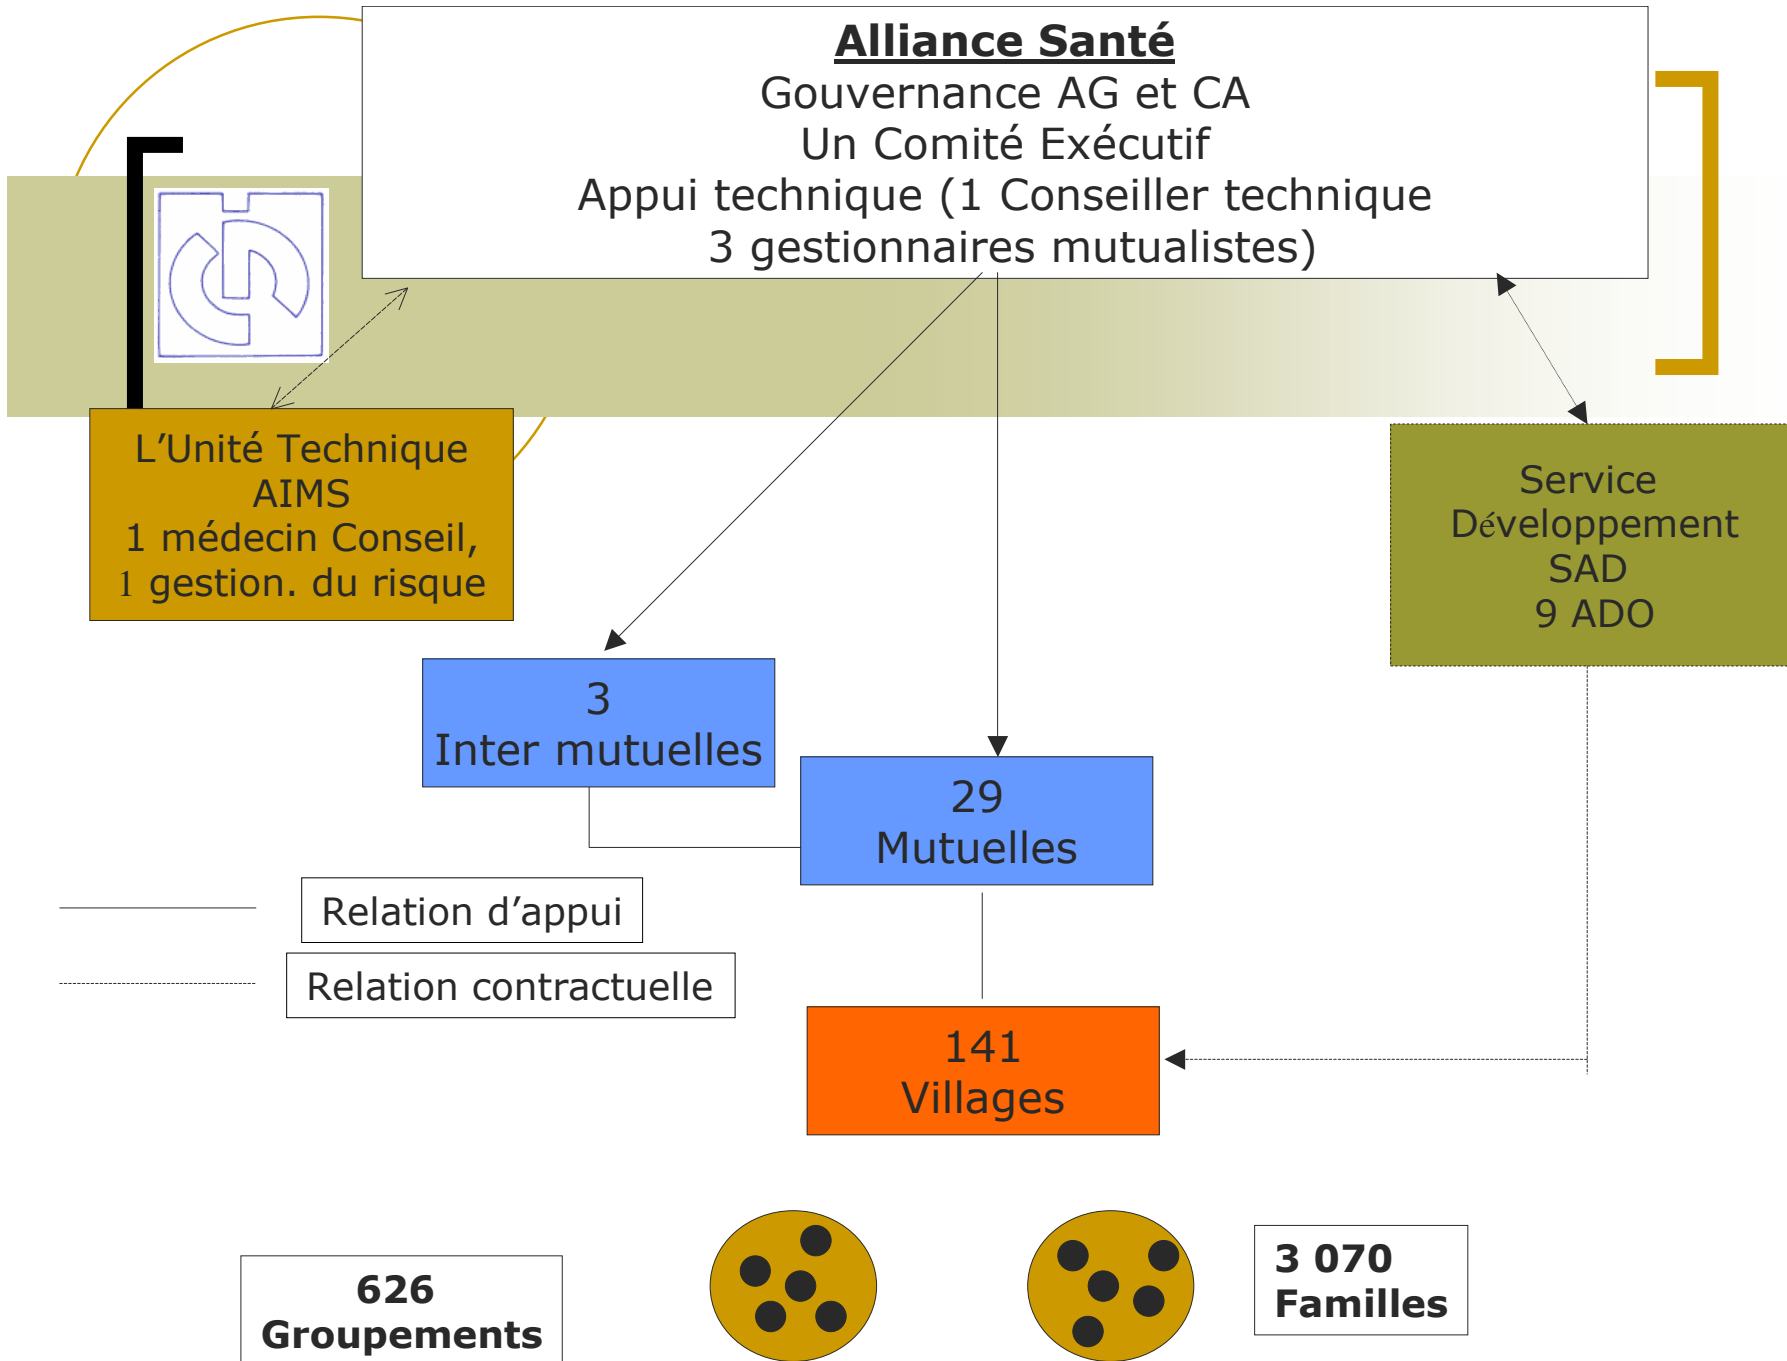 Alliance Santé
Gouvernance AG et CA
Un Comité Exécutif
Appui technique (1 Conseiller technique
3 gestionnaires mutualistes)
L’Unité Technique
AIMS
1 médecin Conseil,
1 gestion. du risque
Service
Développement
SAD
9 ADO
3
Inter mutuelles
29
Mutuelles
Relation d’appui
Relation contractuelle
141
Villages
626
Groupements
3 070
Familles